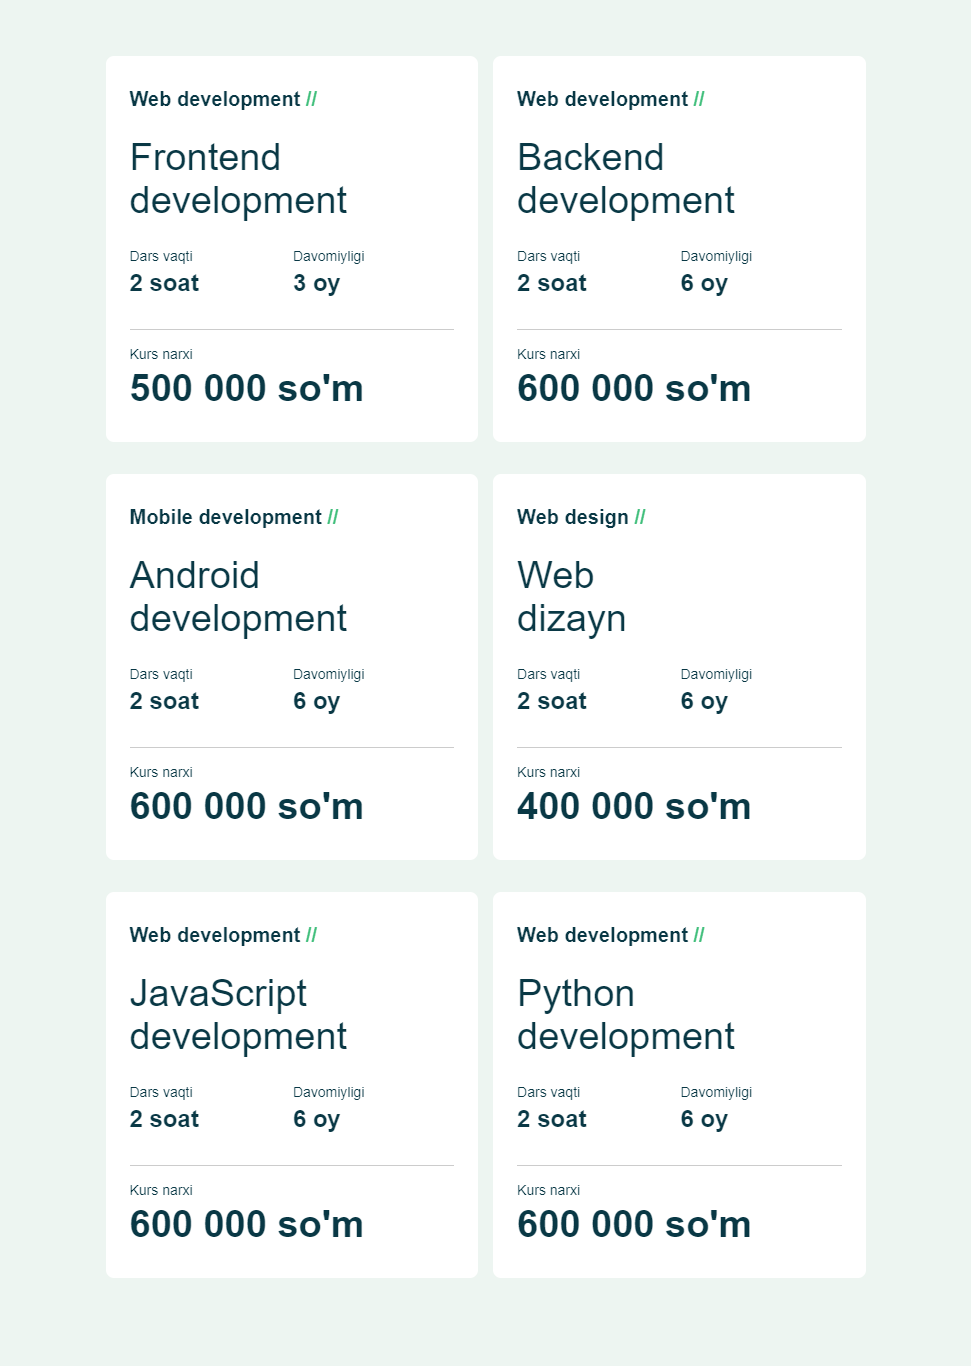 Web development //
Frontend
development
Dars vaqti
2 soat
Davomiyligi
3 oy
Kurs narxi
500 000 so'm
Web development //
Backend
development
Dars vaqti
2 soat
Davomiyligi
6 oy
Kurs narxi
600 000 so'm
Mobile development //
Android
development
Dars vaqti
2 soat
Davomiyligi
6 oy
Kurs narxi
600 000 so'm
Web design //
Web
dizayn
Dars vaqti
2 soat
Davomiyligi
6 oy
Kurs narxi
400 000 so'm
Web development //
JavaScript
development
Dars vaqti
2 soat
Davomiyligi
6 oy
Kurs narxi
600 000 so'm
Web development //
Python
development
Dars vaqti
2 soat
Davomiyligi
6 oy
Kurs narxi
600 000 so'm